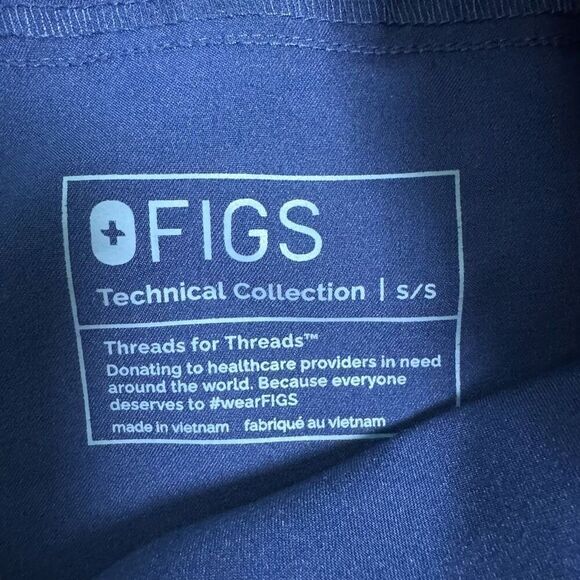 FIGS
Technical Collection | S/S
Threads for Threads™
Donating to healthcare providers in need
around the world. Because everyone
deserves to #wearFIGS
made in vietnam fabriqué au vietnam